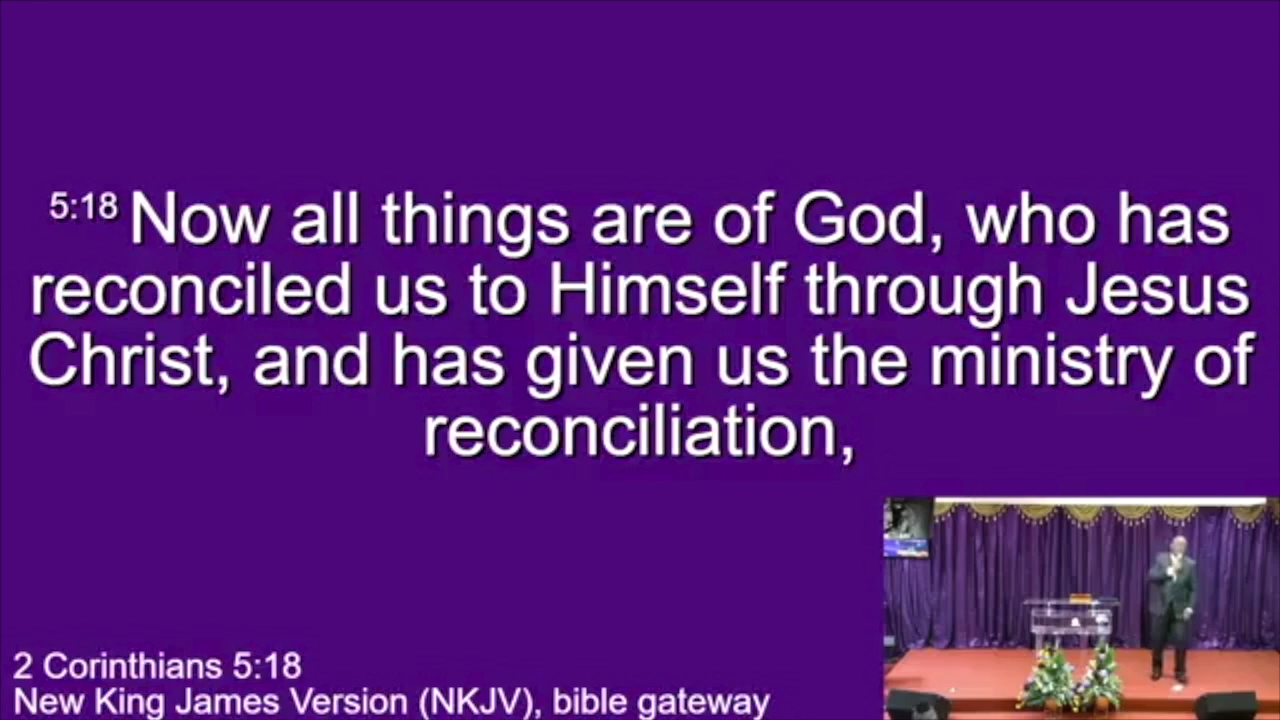 5:18 Now all things are of God, who has
reconciled us to Himself through Jesus
Christ, and has given us the ministry of
reconciliation,
2 Corinthians 5:18
New King James Version (NKJV), bible gateway